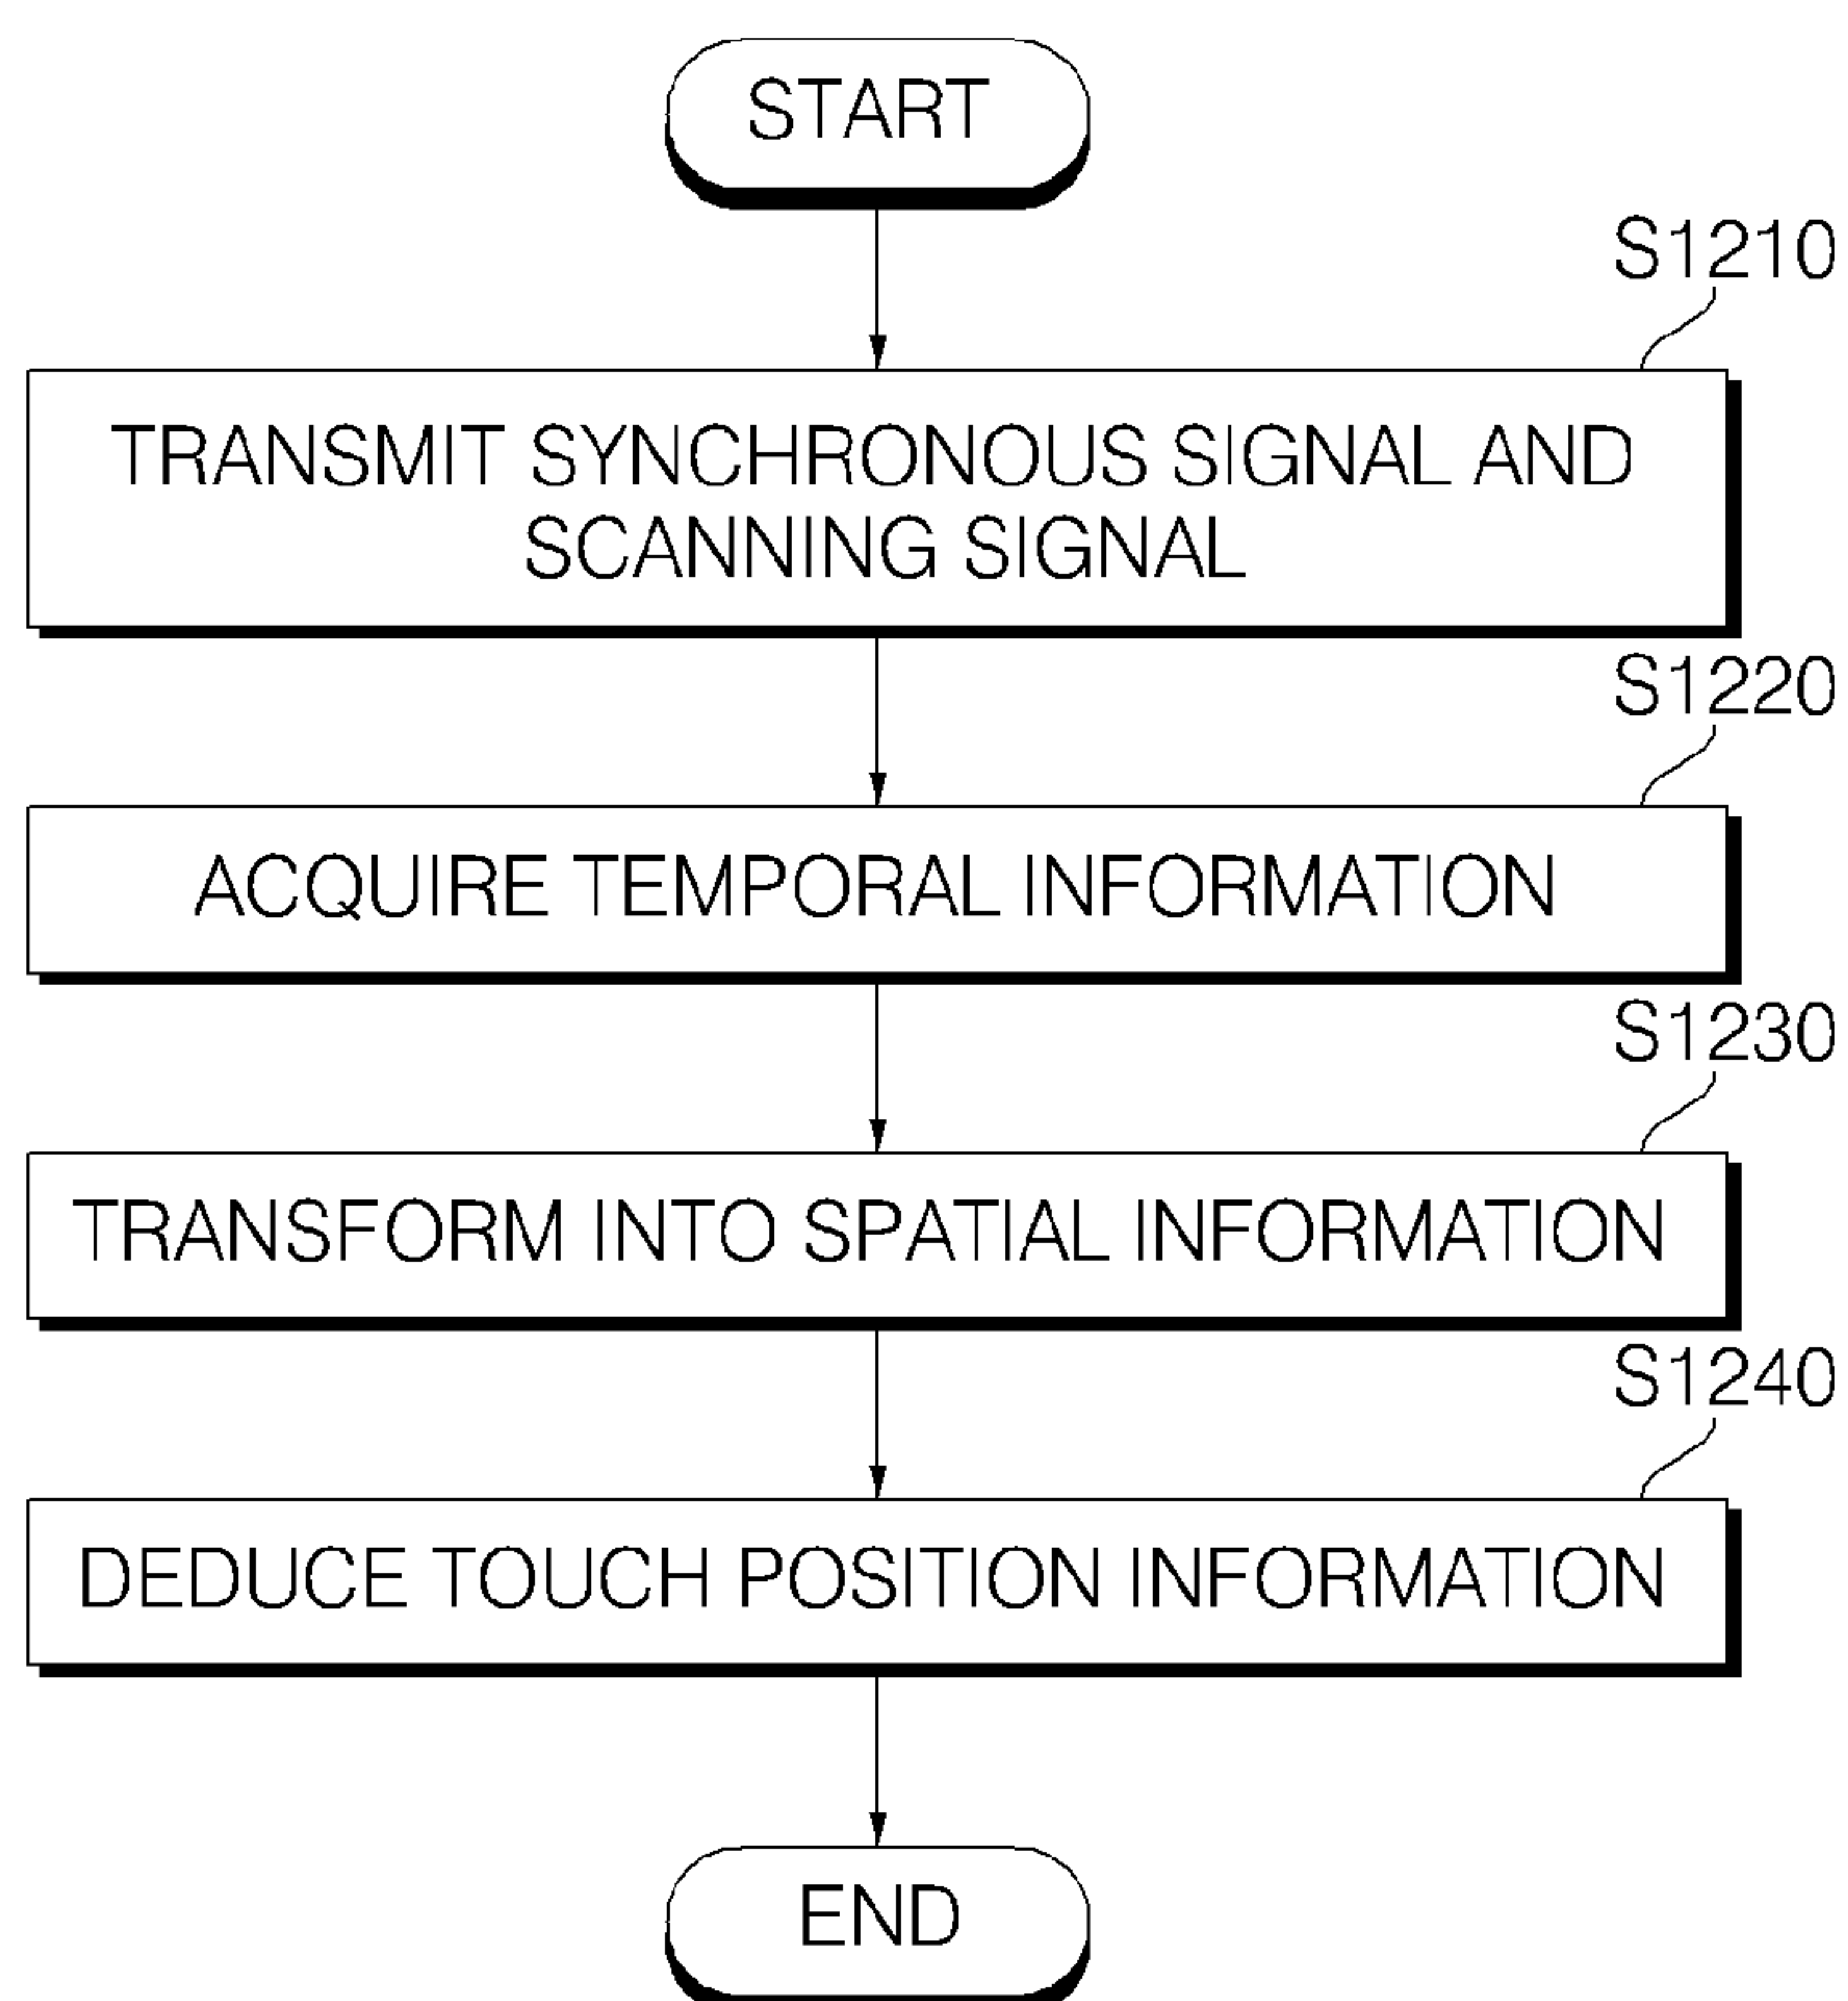 START
S1210
TRANSMIT SYNCHRONOUS SIGNAL AND
SCANNING SIGNAL
S1220
ACQUIRE TEMPORAL INFORMATION
S1230
TRANSFORM INTO SPATIAL INFORMATION
S1240
DEDUCE TOUCH POSITION INFORMATION
END